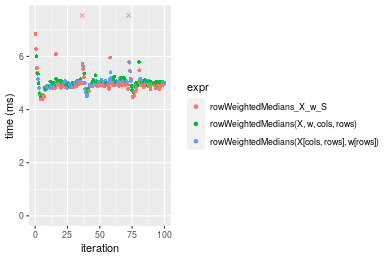 time (ms)
6
4
2
0
0
25
50
75
100
iteration
expr
rowWeightedMedians_X_w_S
rowWeightedMedians(X, w, cols, rows)
rowWeightedMedians(X[cols, rows], w[rows])